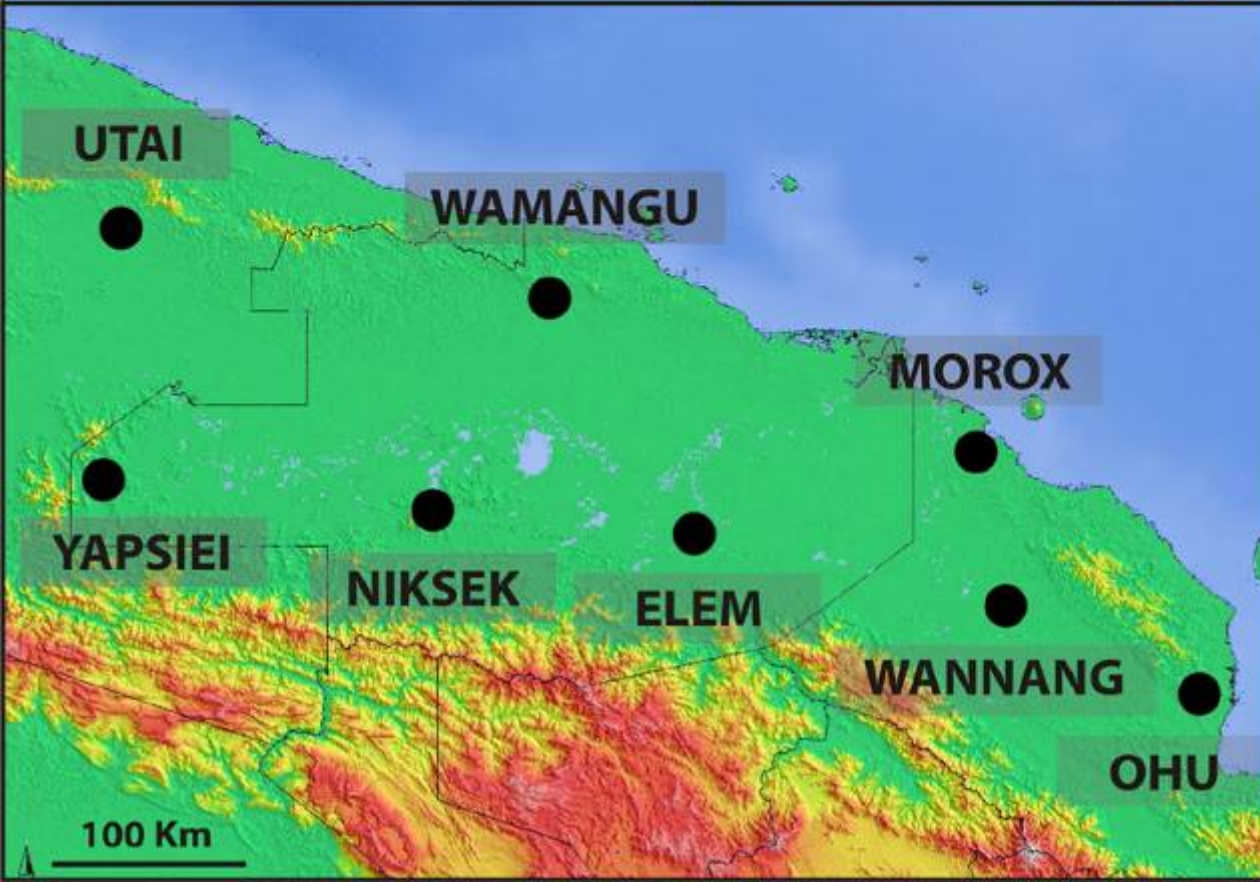 UTAI
WAMANGU
MOROX
YAPSIEI
NIKSEK
ELEM
WANNANG
OHU
100 Km